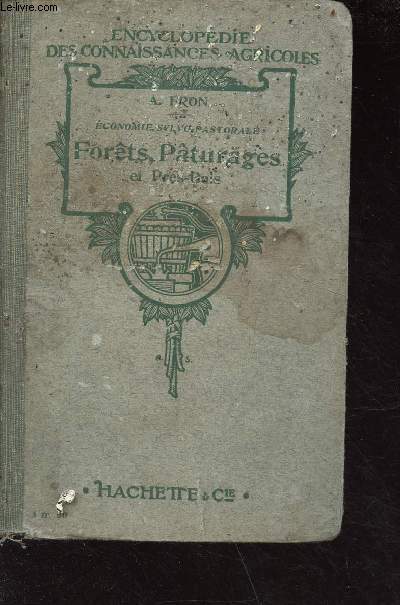 Le-livre.com
ENCYCLOPÉDIE
DES CONNAISSANCES AGRICOLES
A. FRON
ÉCONOMIE SYLVO-PASTORALE
Forêts, Pâturages
et Prés-Bois
A. S.
HACHETTE & CIE